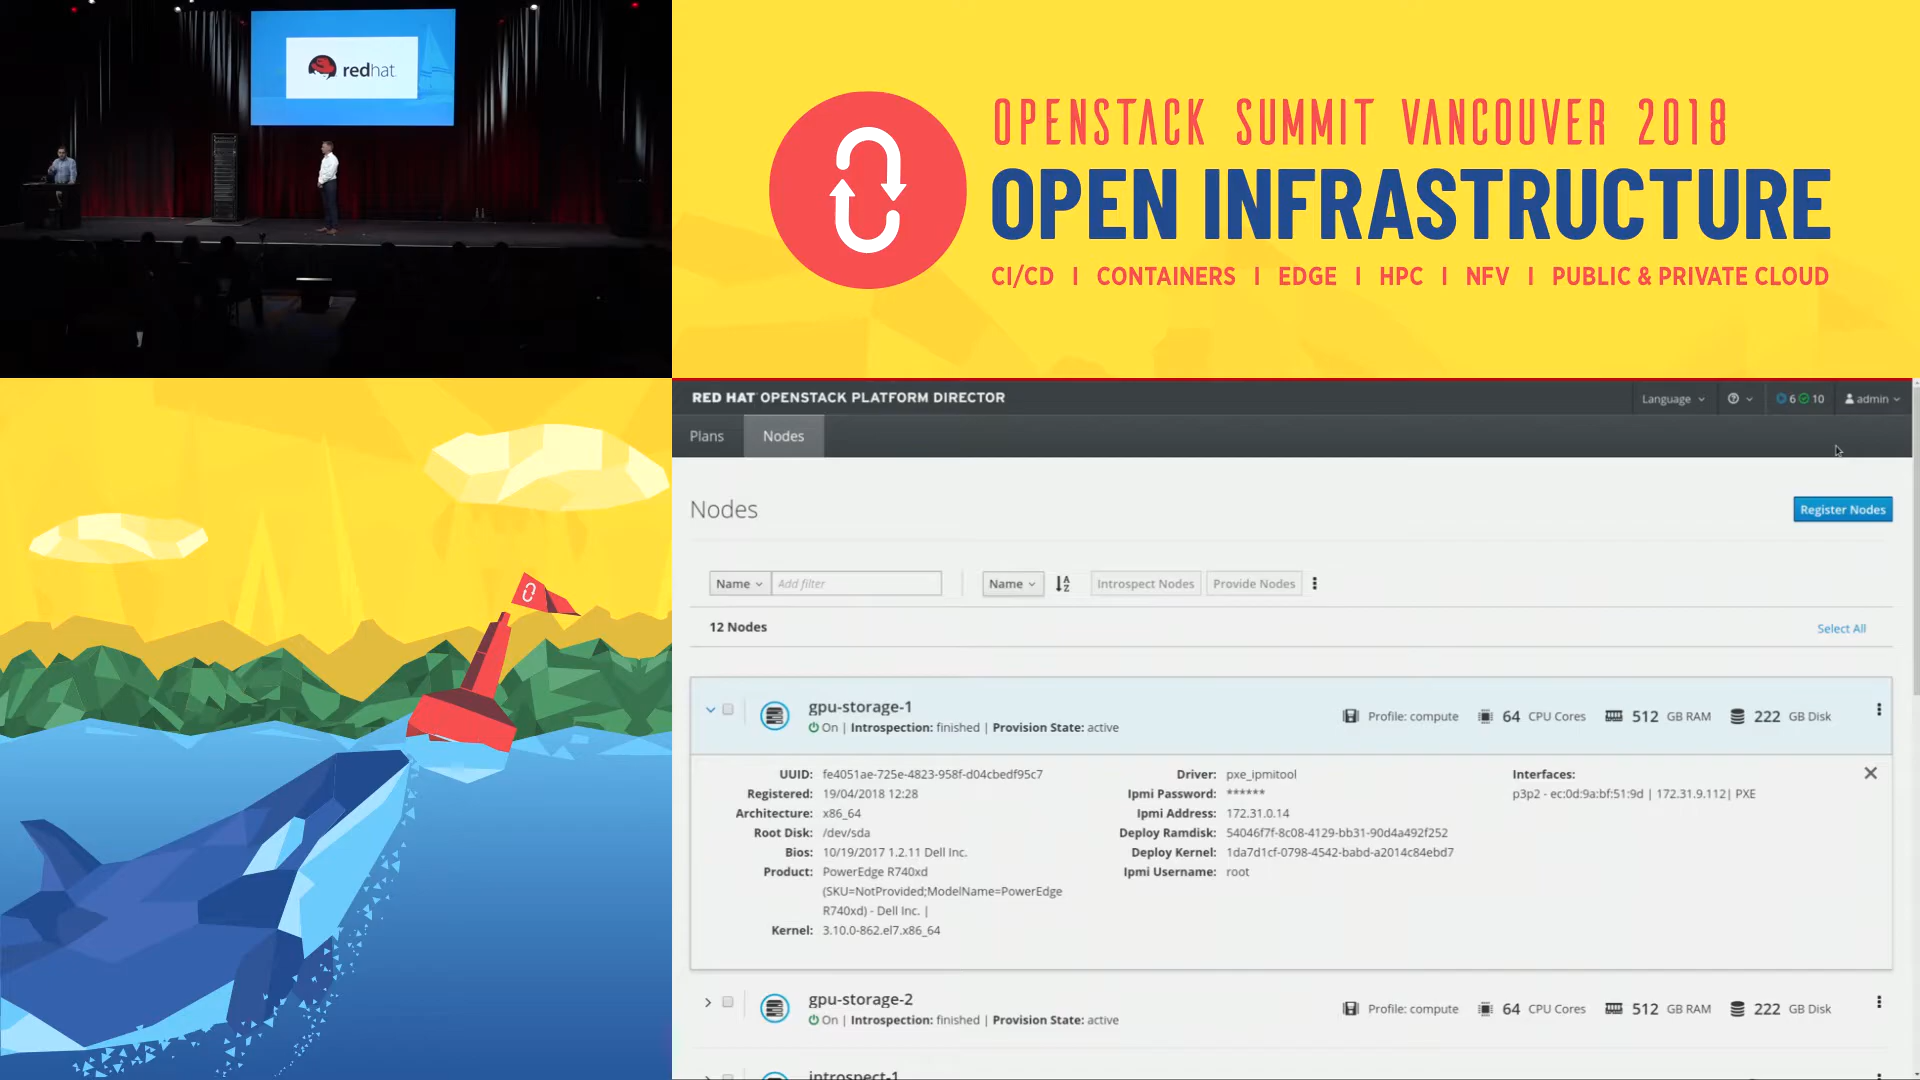 redhat
OPENSTACK SUMMIT VANCOUVER 2018
OPEN INFRASTRUCTURE
CI/CD | CONTAINERS | EDGE | HPC | NFV | PUBLIC & PRIVATE CLOUD
RED HAT OPENSTACK PLATFORM DIRECTOR
Language
6 10
admin
Plans
Nodes
Nodes
Register Nodes
Name
Add filter
Name
Introspect Nodes
Provide Nodes
12 Nodes
Select All
gpu-storage-1
On | Introspection: finished | Provision State: active
Profile: compute
64 CPU Cores
512 GB RAM
222 GB Disk
UUID: fe4051ae-725e-4823-958f-d04cbedf95c7
Registered: 19/04/2018 12:28
Architecture: x86_64
Root Disk: /dev/sda
Bios: 10/19/2017 1.2.11 Dell Inc.
Product: PowerEdge R740xd
(SKU=NotProvided;ModelName=PowerEdge
R740xd) - Dell Inc. |
Kernel: 3.10.0-862.el7.x86_64
Driver: pxe_ipmitool
Ipmi Password: ******
Ipmi Address: 172.31.0.14
Deploy Ramdisk: 54046f7f-8c08-4129-bb31-90d4a492f252
Deploy Kernel: 1da7d1cf-0798-4542-babd-a2014c84ebd7
Ipmi Username: root
Interfaces:
p3p2 - ec:0d:9a:bf:51:9d | 172.31.9.112| PXE
gpu-storage-2
On | Introspection: finished | Provision State: active
Profile: compute
64 CPU Cores
512 GB RAM
222 GB Disk
introspect-1